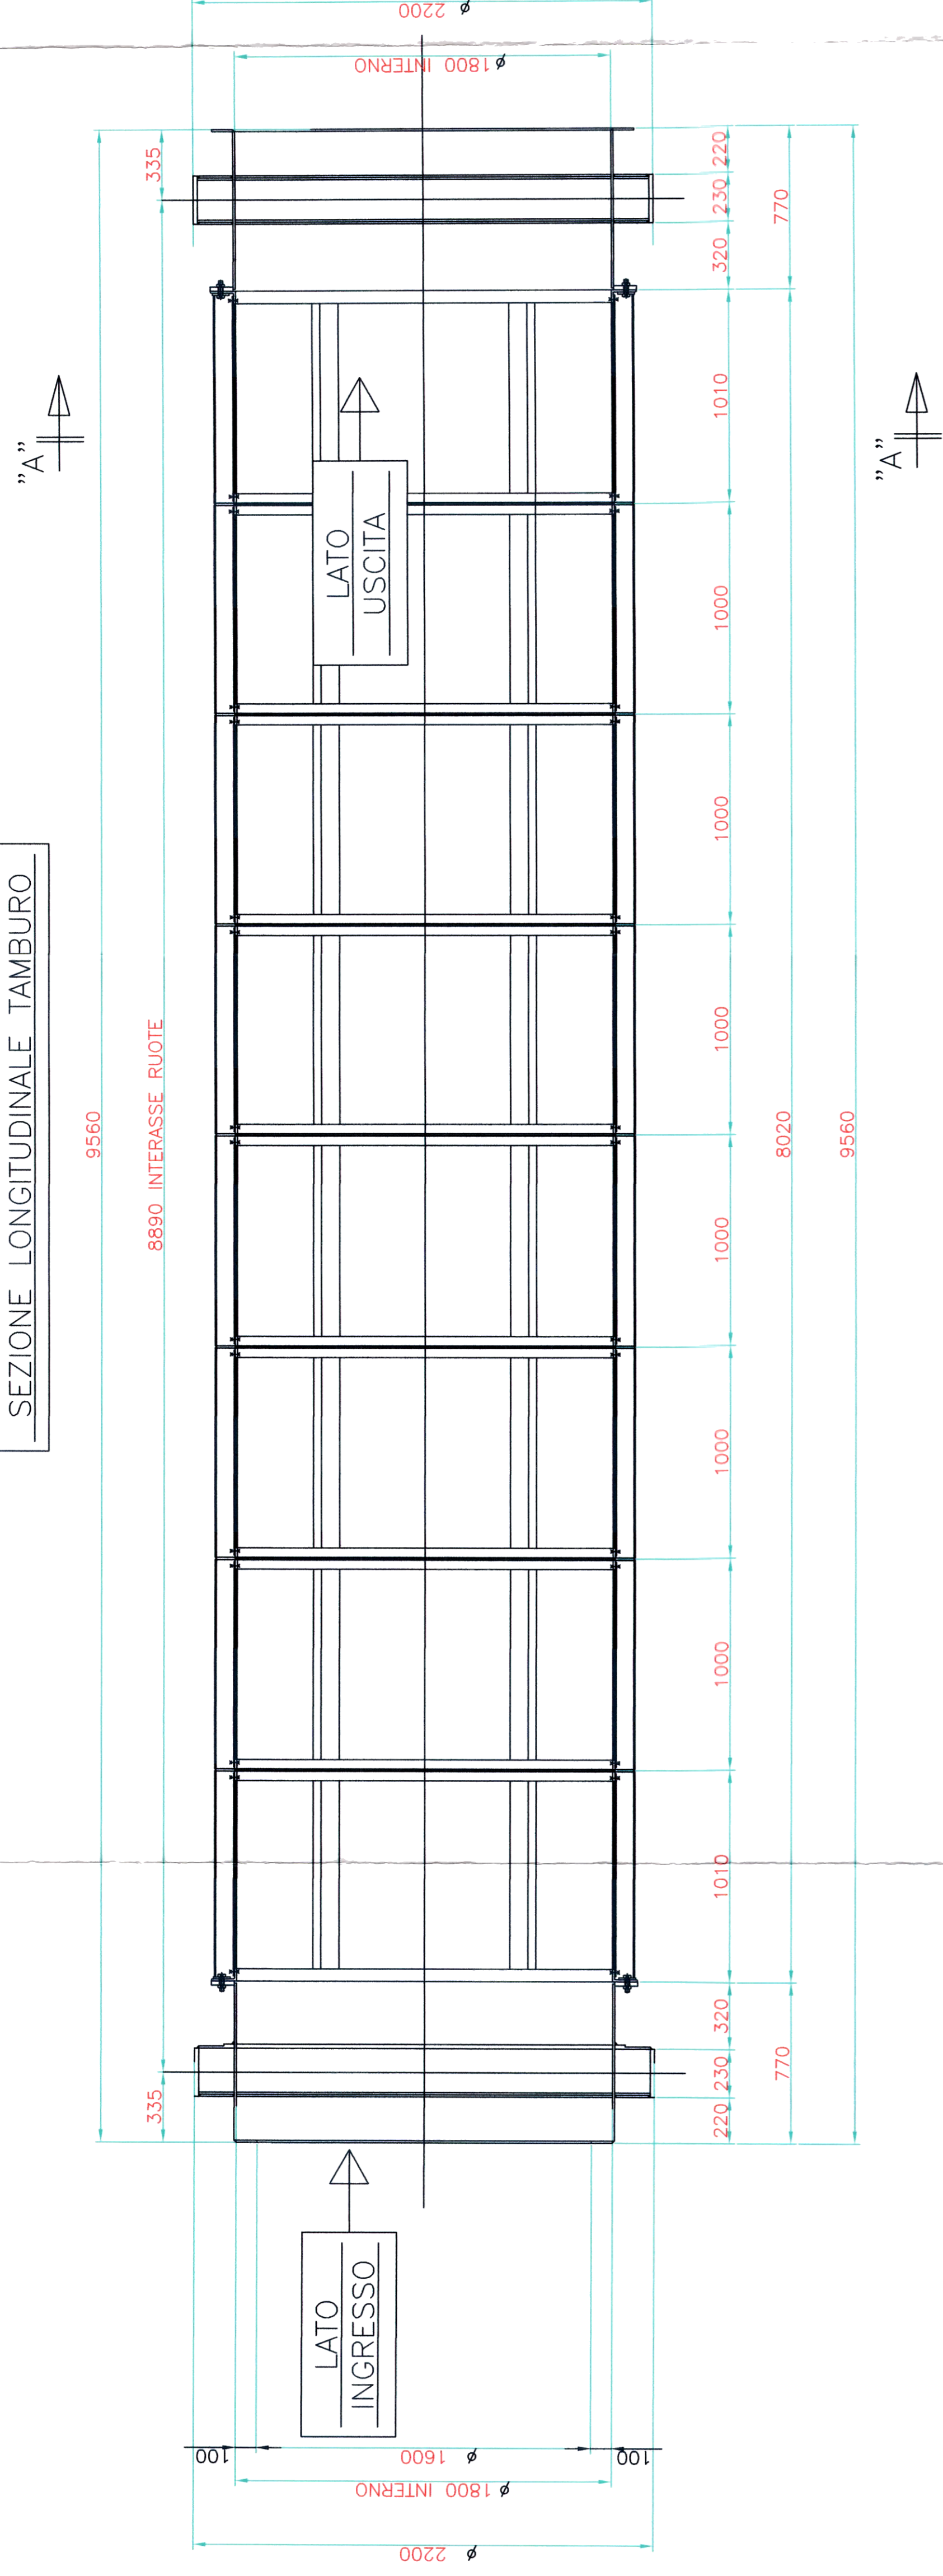 SEZIONE LONGITUDINALE TAMBURO
"A"
"A"
9560
335
8890 INTERASSE RUOTE
335
LATO
INGRESSO
LATO
USCITA
100
ø 1600
100
ø 1800 INTERNO
ø 2200
ø 1800 INTERNO
ø 2200
220
230
320
1010
1000
1000
1000
1000
1000
1000
1010
320
230
220
770
8020
770
9560